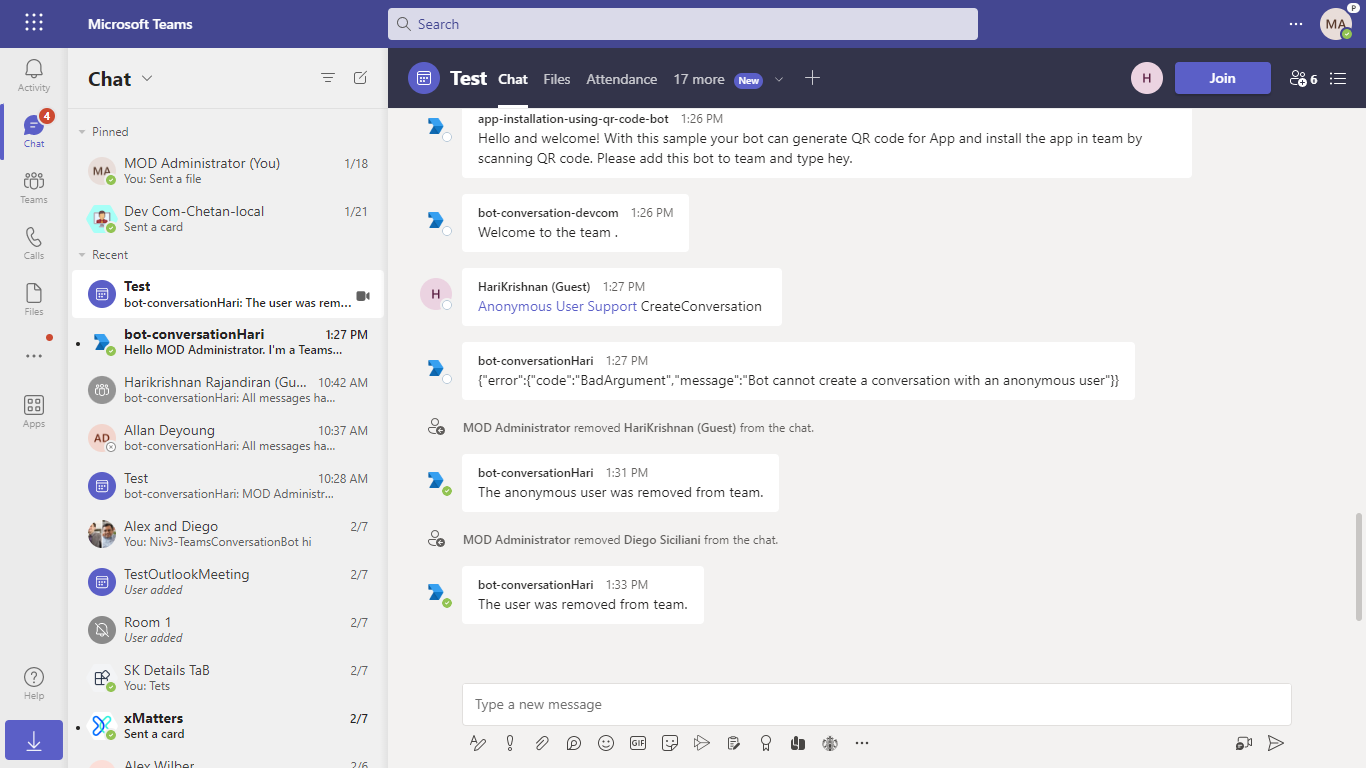 Microsoft Teams
Search
P
MA
Activity
4
Chat
Teams
Calls
Files
Apps
Help
Chat
Pinned
MA
MOD Administrator (You) 1/18
You: Sent a file
Dev Com-Chetan-local 1/21
Sent a card
Recent
Test
bot-conversationHari: The user was rem...
bot-conversationHari 1:27 PM
Hello MOD Administrator. I'm a Teams...
Harikrishnan Rajandiran (Gu... 10:42 AM
bot-conversationHari: All messages ha...
AD
Allan Deyoung 10:37 AM
bot-conversationHari: All messages ha...
Test 10:28 AM
bot-conversationHari: MOD Administr...
Alex and Diego 2/7
You: Niv3-TeamsConversationBot hi
TestOutlookMeeting 2/7
User added
Room 1 2/7
User added
SK Details TaB 2/7
You: Tets
xMatters 2/7
Sent a card
Alex Wilber 2/6
Test Chat Files Attendance 17 more New
H
Join
6
app-installation-using-qr-code-bot 1:26 PM
Hello and welcome! With this sample your bot can generate QR code for App and install the app in team by
scanning QR code. Please add this bot to team and type hey.
bot-conversation-devcom 1:26 PM
Welcome to the team .
H
HariKrishnan (Guest) 1:27 PM
Anonymous User Support CreateConversation
bot-conversationHari 1:27 PM
{"error":{"code":"BadArgument","message":"Bot cannot create a conversation with an anonymous user"}}
MOD Administrator removed HariKrishnan (Guest) from the chat.
bot-conversationHari 1:31 PM
The anonymous user was removed from team.
MOD Administrator removed Diego Siciliani from the chat.
bot-conversationHari 1:33 PM
The user was removed from team.
Type a new message
GIF